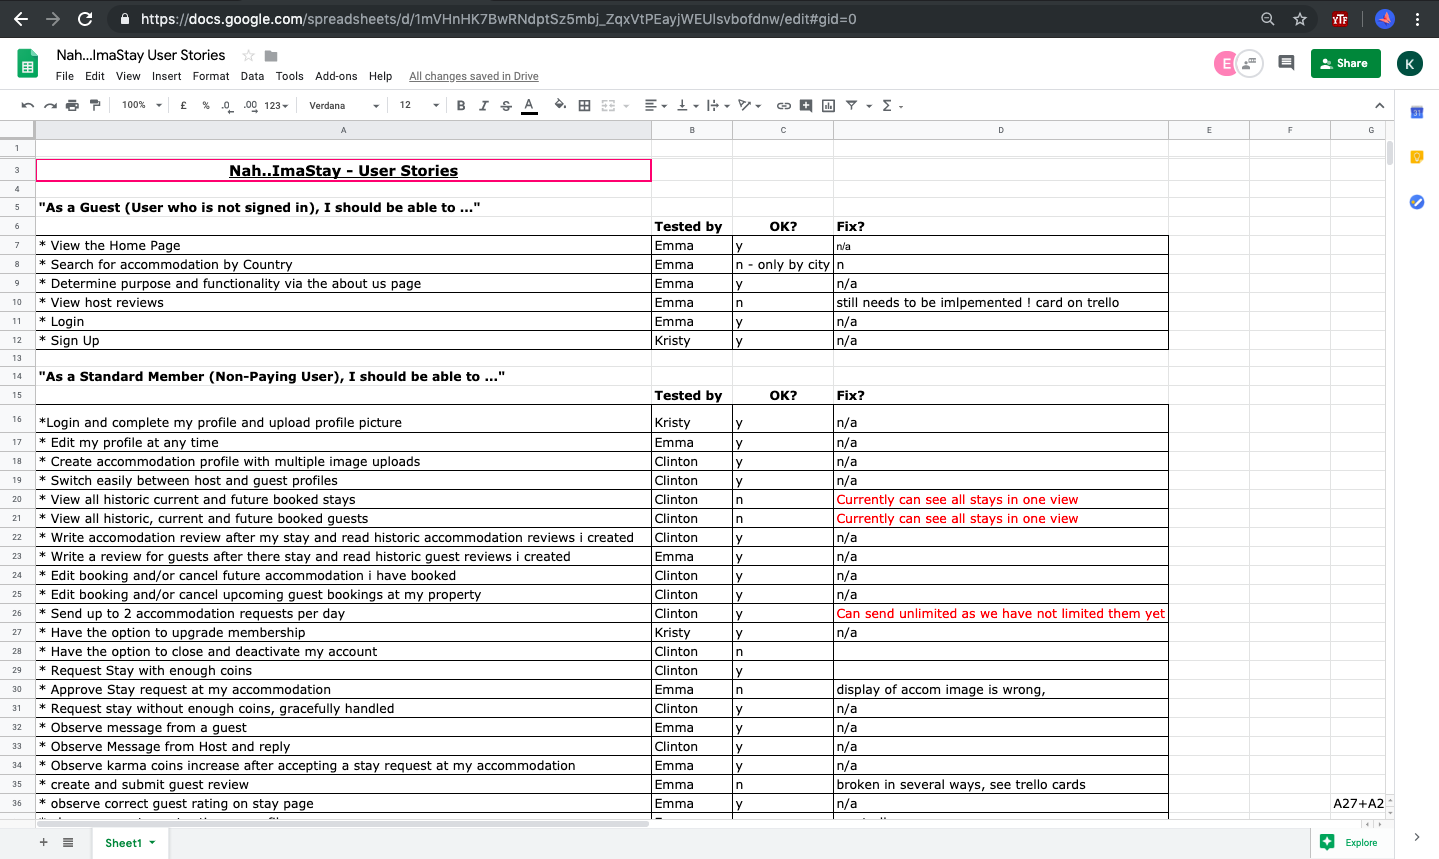 https://docs.google.com/spreadsheets/d/1mVHnHK7BwRNdptSz5mbj_ZqxVtPEayjWEUIsvbofdnw/edit#gid=0
YTP
Nah...ImaStay User Stories
File Edit View Insert Format Data Tools Add-ons Help All changes saved in Drive
E
Share
K
100% £ % .0 .00 123 Verdana 12 B I S A
31
A B C D E F G
1
3 Nah..ImaStay - User Stories
4
5 "As a Guest (User who is not signed in), I should be able to ..."
6 Tested by OK? Fix?
7 * View the Home Page Emma y n/a
8 * Search for accommodation by Country Emma n - only by city n
9 * Determine purpose and functionality via the about us page Emma y n/a
10 * View host reviews Emma n still needs to be imlpemented ! card on trello
11 * Login Emma y n/a
12 * Sign Up Kristy y n/a
13
14 "As a Standard Member (Non-Paying User), I should be able to ..."
15 Tested by OK? Fix?
16 *Login and complete my profile and upload profile picture Kristy y n/a
17 * Edit my profile at any time Emma y n/a
18 * Create accommodation profile with multiple image uploads Clinton y n/a
19 * Switch easily between host and guest profiles Clinton y n/a
20 * View all historic current and future booked stays Clinton n Currently can see all stays in one view
21 * View all historic, current and future booked guests Clinton n Currently can see all stays in one view
22 * Write accomodation review after my stay and read historic accommodation reviews i created Clinton y n/a
23 * Write a review for guests after there stay and read historic guest reviews i created Emma y n/a
24 * Edit booking and/or cancel future accommodation i have booked Clinton y n/a
25 * Edit booking and/or cancel upcoming guest bookings at my property Clinton y n/a
26 * Send up to 2 accommodation requests per day Clinton y Can send unlimited as we have not limited them yet
27 * Have the option to upgrade membership Kristy y n/a
28 * Have the option to close and deactivate my account Clinton n
29 * Request Stay with enough coins Clinton y
30 * Approve Stay request at my accommodation Emma n display of accom image is wrong,
31 * Request stay without enough coins, gracefully handled Clinton y n/a
32 * Observe message from a guest Emma y n/a
33 * Observe Message from Host and reply Clinton y n/a
34 * Observe karma coins increase after accepting a stay request at my accommodation Emma y n/a
35 * create and submit guest review Emma n broken in several ways, see trello cards
36 * observe correct guest rating on stay page Emma y n/a A27+A2
Sheet1
Explore